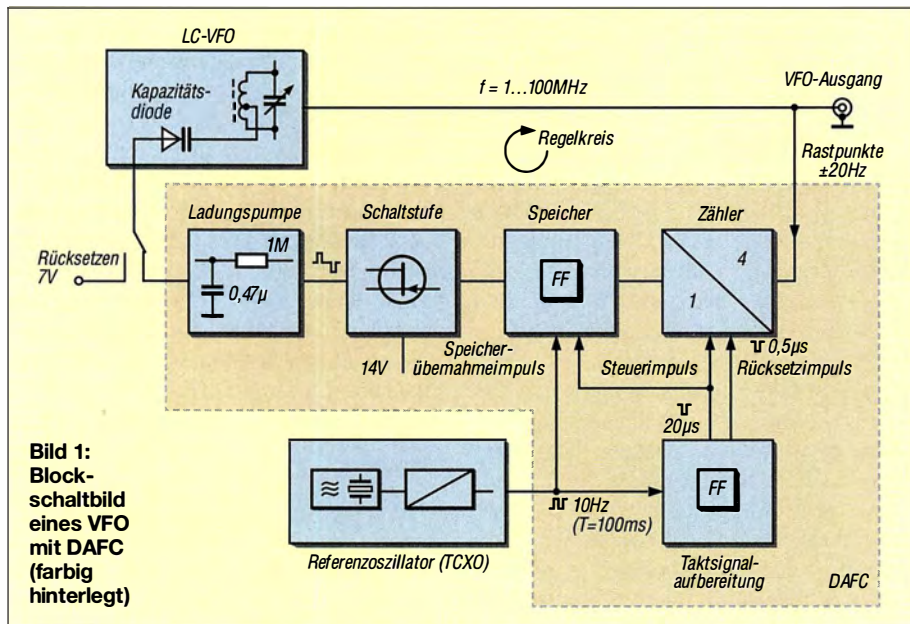 LC-VFO
Kapazitäts-
diode
f = 1...100MHz
VFO-Ausgang
Regelkreis
Rastpunkte
±20Hz
Ladungspumpe
Schaltstufe
Speicher
Zähler
1M
0,47µ
Rücksetzen
7V
FF
4
1
14V
Speicher-
übernahmeimpuls
Steuerimpuls
0,5µs
Rücksetzimpuls
20µs
FF
10Hz
(T=100ms)
Referenzoszillator (TCXO)
Taktsignal-
aufbereitung
DAFC
Bild 1:
Block-
schaltbild
eines VFO
mit DAFC
(farbig
hinterlegt)